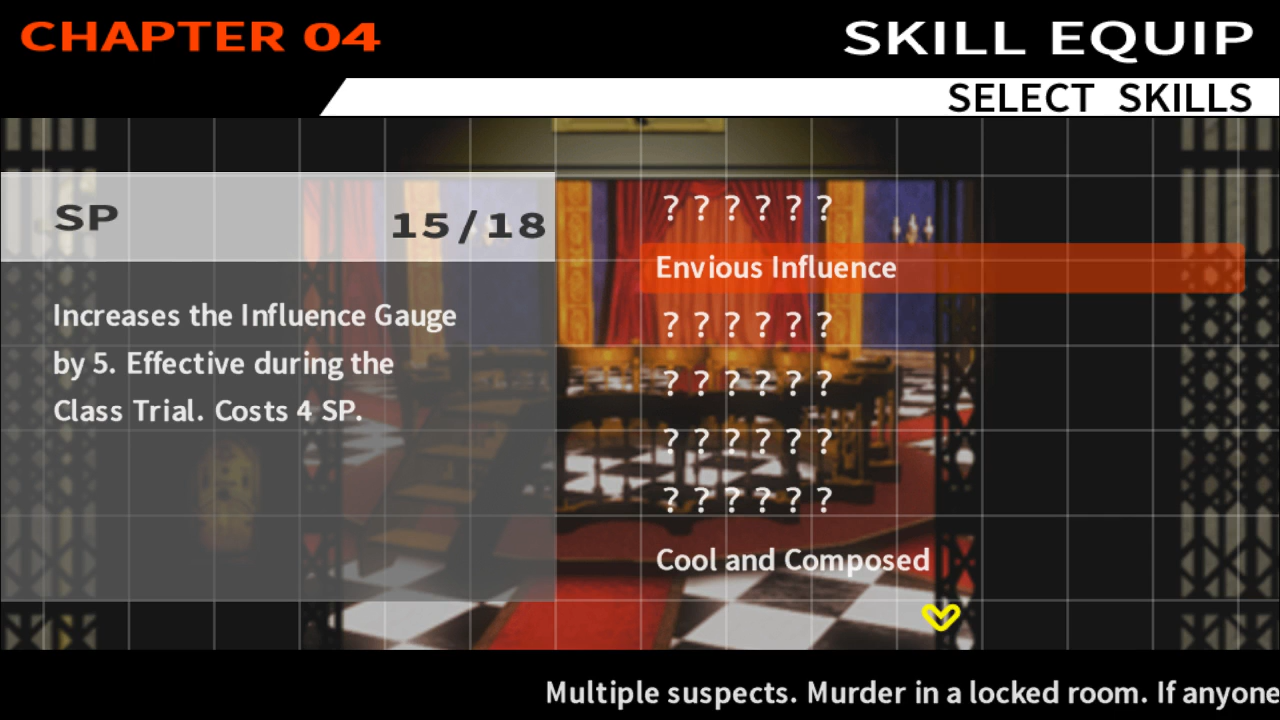 CHAPTER 04
SKILL EQUIP
SELECT SKILLS
SP 15/18
Increases the Influence Gauge
by 5. Effective during the
Class Trial. Costs 4 SP.
??????
Envious Influence
??????
??????
??????
??????
Cool and Composed
Multiple suspects. Murder in a locked room. If anyone